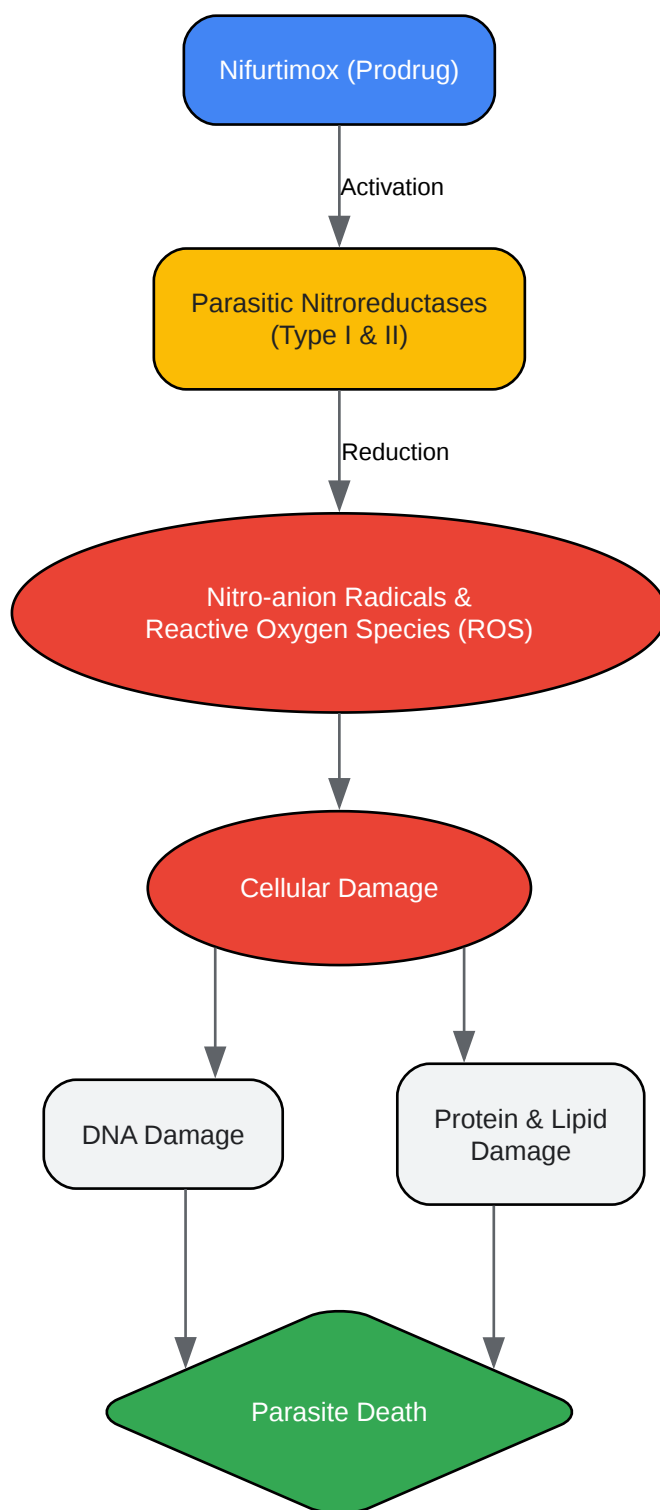 Nifurtimox (Prodrug)
Activation
Parasitic Nitroreductases
(Type I & II)
Reduction
Nitro-anion Radicals &
Reactive Oxygen Species (ROS)
Cellular Damage
DNA Damage
Protein & Lipid
Damage
Parasite Death